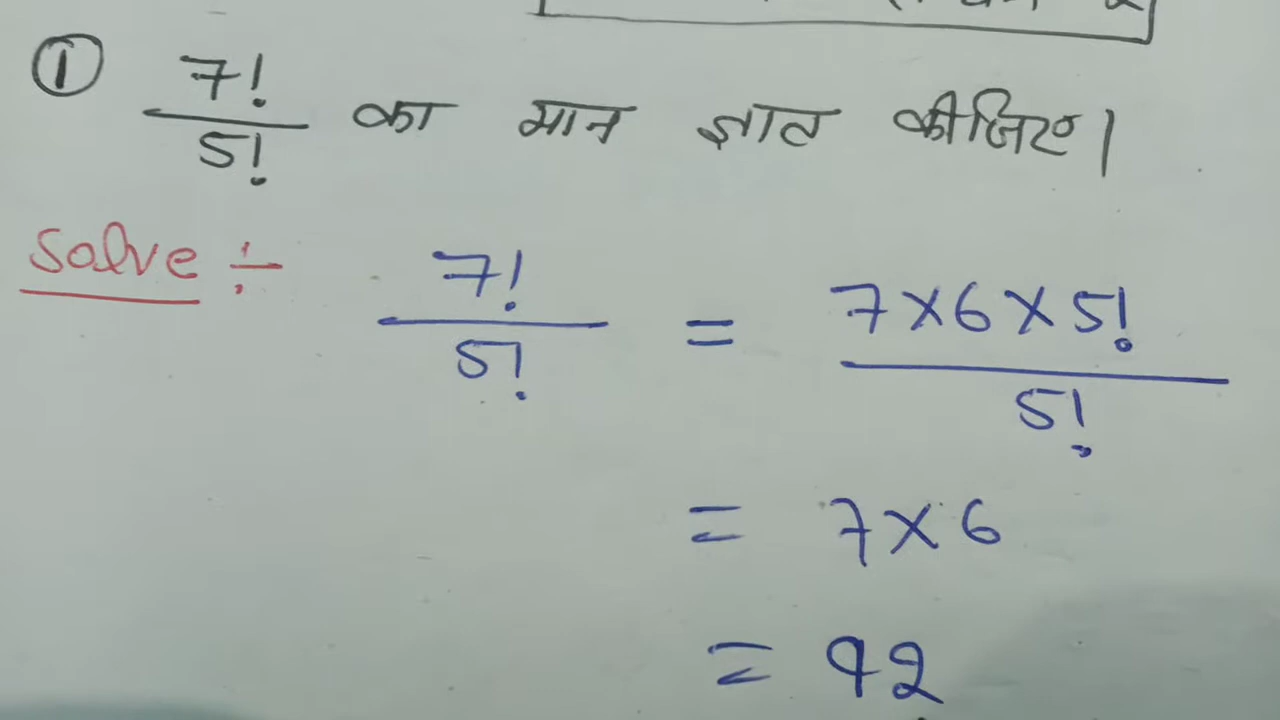 ① 7!/5! का मान ज्ञात कीजिए।
Solve ÷ 7!/5! = 7×6×5!/5!
= 7×6
= 42